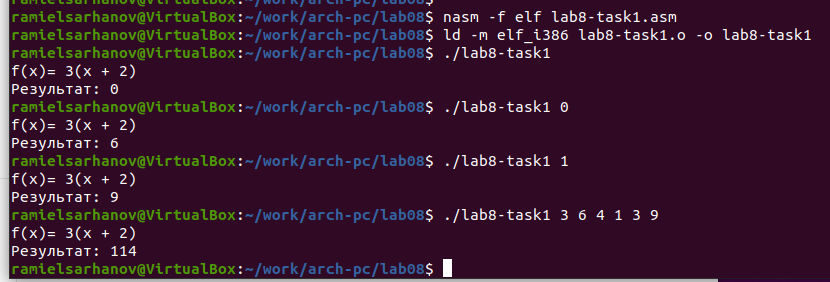 ramielsarhanov@VirtualBox:~/work/arch-pc/lab08$ nasm -f elf lab8-task1.asm
ramielsarhanov@VirtualBox:~/work/arch-pc/lab08$ ld -m elf_i386 lab8-task1.o -o lab8-task1
ramielsarhanov@VirtualBox:~/work/arch-pc/lab08$ ./lab8-task1
f(x)= 3(x + 2)
Результат: 0
ramielsarhanov@VirtualBox:~/work/arch-pc/lab08$ ./lab8-task1 0
f(x)= 3(x + 2)
Результат: 6
ramielsarhanov@VirtualBox:~/work/arch-pc/lab08$ ./lab8-task1 1
f(x)= 3(x + 2)
Результат: 9
ramielsarhanov@VirtualBox:~/work/arch-pc/lab08$ ./lab8-task1 3 6 4 1 3 9
f(x)= 3(x + 2)
Результат: 114
ramielsarhanov@VirtualBox:~/work/arch-pc/lab08$